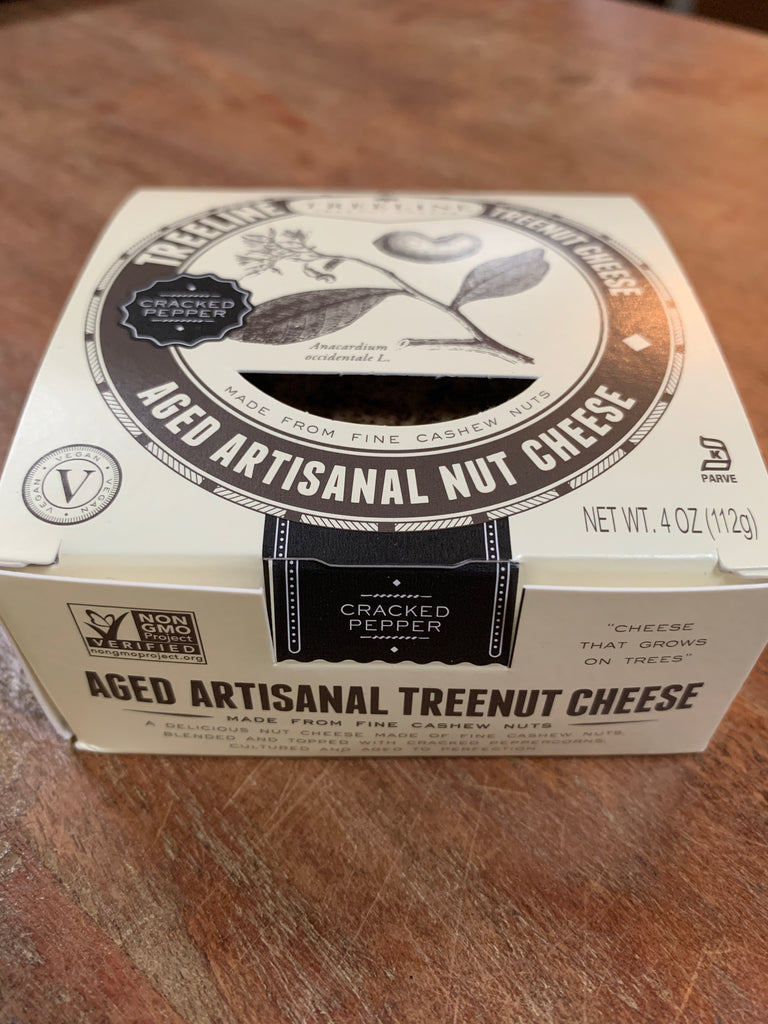 TREELINE
TREELINE
TREENUT CHEESE
CRACKED
PEPPER
Anacardium
occidentale L.
MADE FROM FINE CASHEW NUTS
AGED ARTISANAL NUT CHEESE
VEGAN VEGAN VEGAN
V
K
PARVE
NET WT. 4 OZ (112g)
CRACKED
PEPPER
NON
GMO
Project
VERIFIED
nongmoproject.org
"CHEESE
THAT GROWS
ON TREES"
AGED ARTISANAL TREENUT CHEESE
MADE FROM FINE CASHEW NUTS
A DELICIOUS NUT CHEESE MADE OF FINE CASHEW NUTS.
BLENDED AND TOPPED WITH CRACKED PEPPERCORNS.
CULTURED AND AGED TO PERFECTION